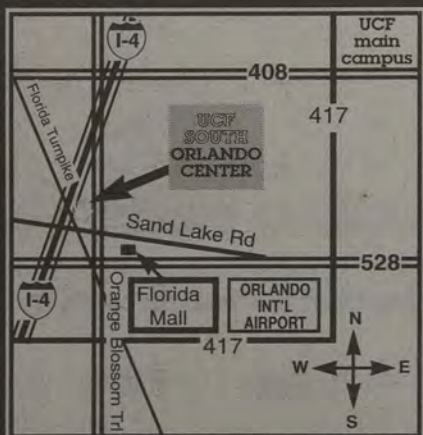 I-4
408
UCF
main
campus
417
Florida Turnpike
UCF
SOUTH
ORLANDO
CENTER
Sand Lake Rd
528
I-4
Orange Blossom Trl
Florida
Mall
ORLANDO
INT'L
AIRPORT
417
N
W
E
S